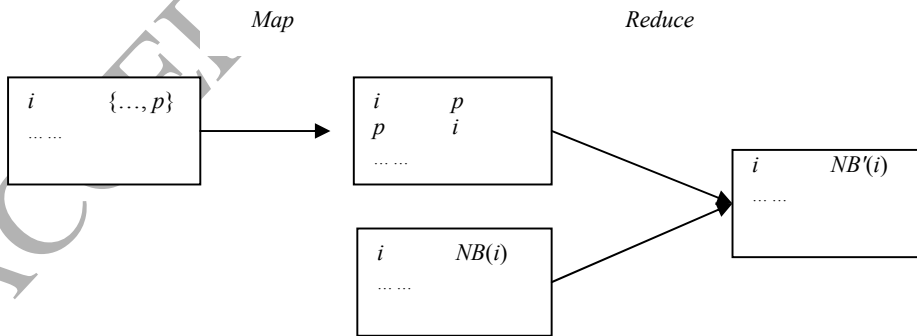 Map Reduce
i {…, p}
… …
i p
p i
… …
i NB(i)
… …
i NB'(i)
… …